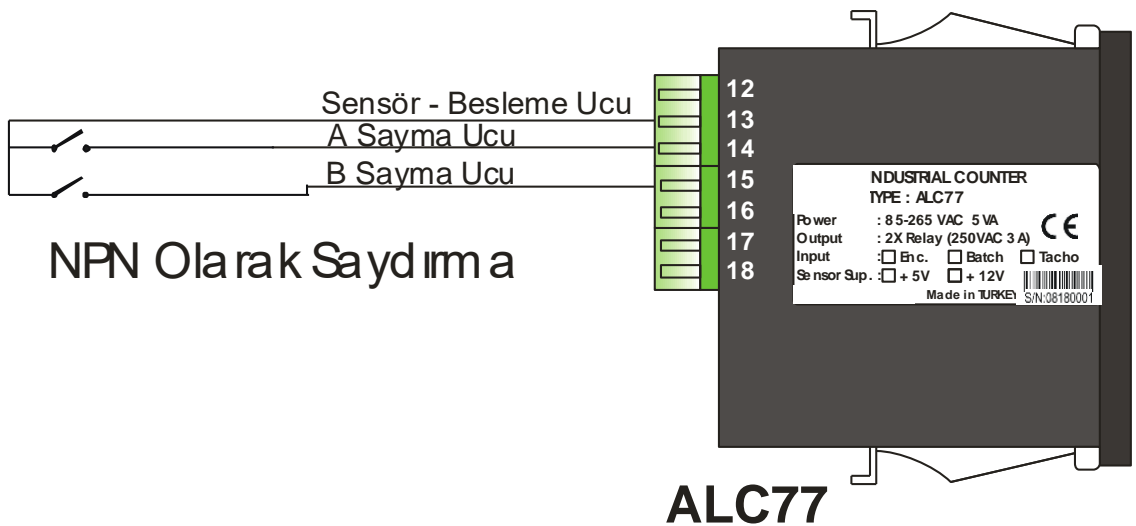 Sensör - Besleme Ucu
A Sayma Ucu
B Sayma Ucu
NPN Olarak Saydırma
12
13
14
15
16
17
18
NDUSTRIAL COUNTER
TYPE : ALC77
Power : 85-265 VAC 5 VA
Output : 2X Relay (250VAC 3 A)
Input : Enc. Batch Tacho
Sensor Sup. : + 5V + 12V
CE
Made in TURKEY
S/N:08180001
ALC77